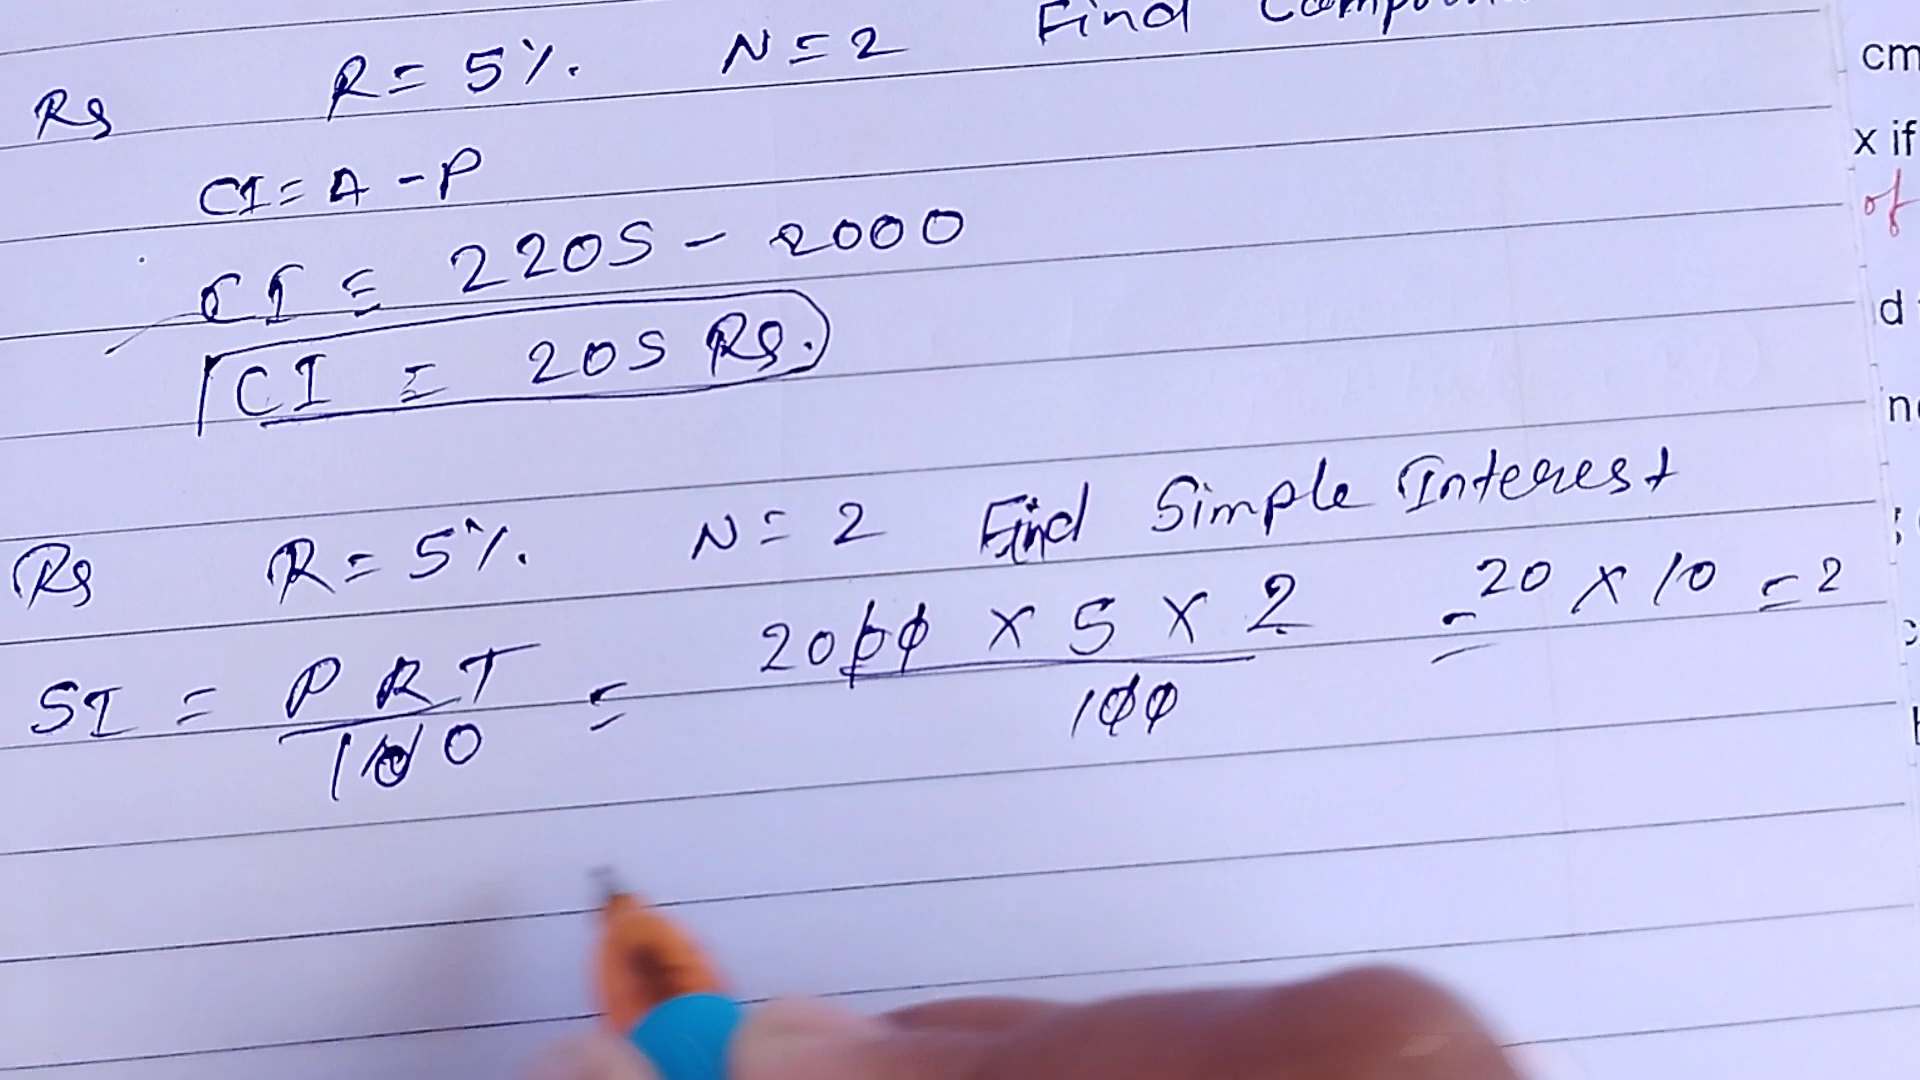 Rs R = 5%. N = 2 Find
CI = A - P
CI = 2205 - 2000
CI = 205 Rs.
Rs R = 5%. N = 2 Find Simple Interest
SI = PRT/100 = 2000 x 5 x 2/100 = 20 x 10 = 2
cm
x if
of
d